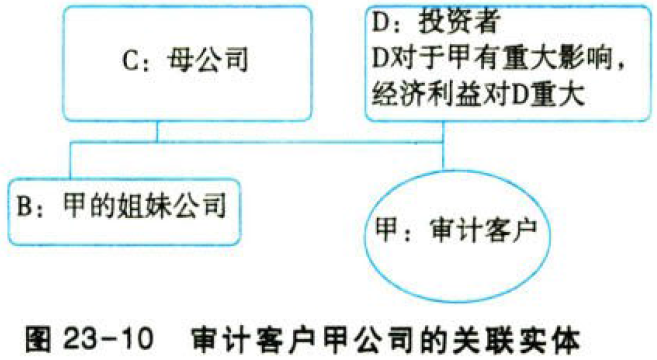 C：母公司
D：投资者
D对于甲有重大影响，
经济利益对D重大
B：甲的姐妹公司
甲：审计客户
图 23-10 审计客户甲公司的关联实体